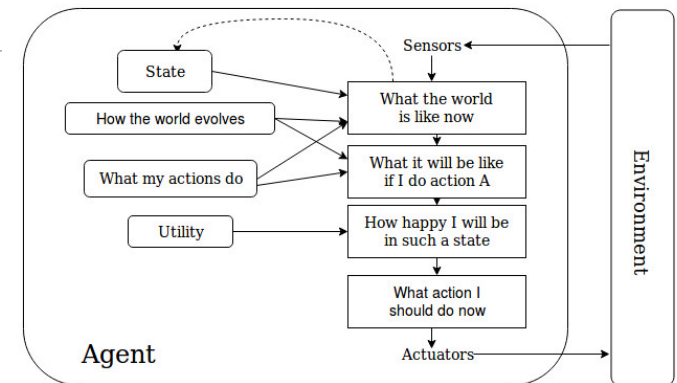 Sensors
State
What the world
is like now
How the world evolves
What it will be like
if I do action A
What my actions do
How happy I will be
in such a state
Utility
What action I
should do now
Agent
Actuators
Environment